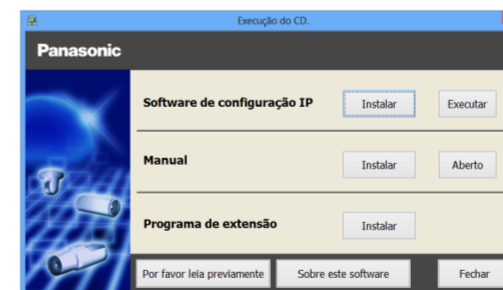 Execução do CD.
Panasonic
Software de configuração IP Instalar Executar
Manual Instalar Aberto
Programa de extensão Instalar
Por favor leia previamente Sobre este software Fechar